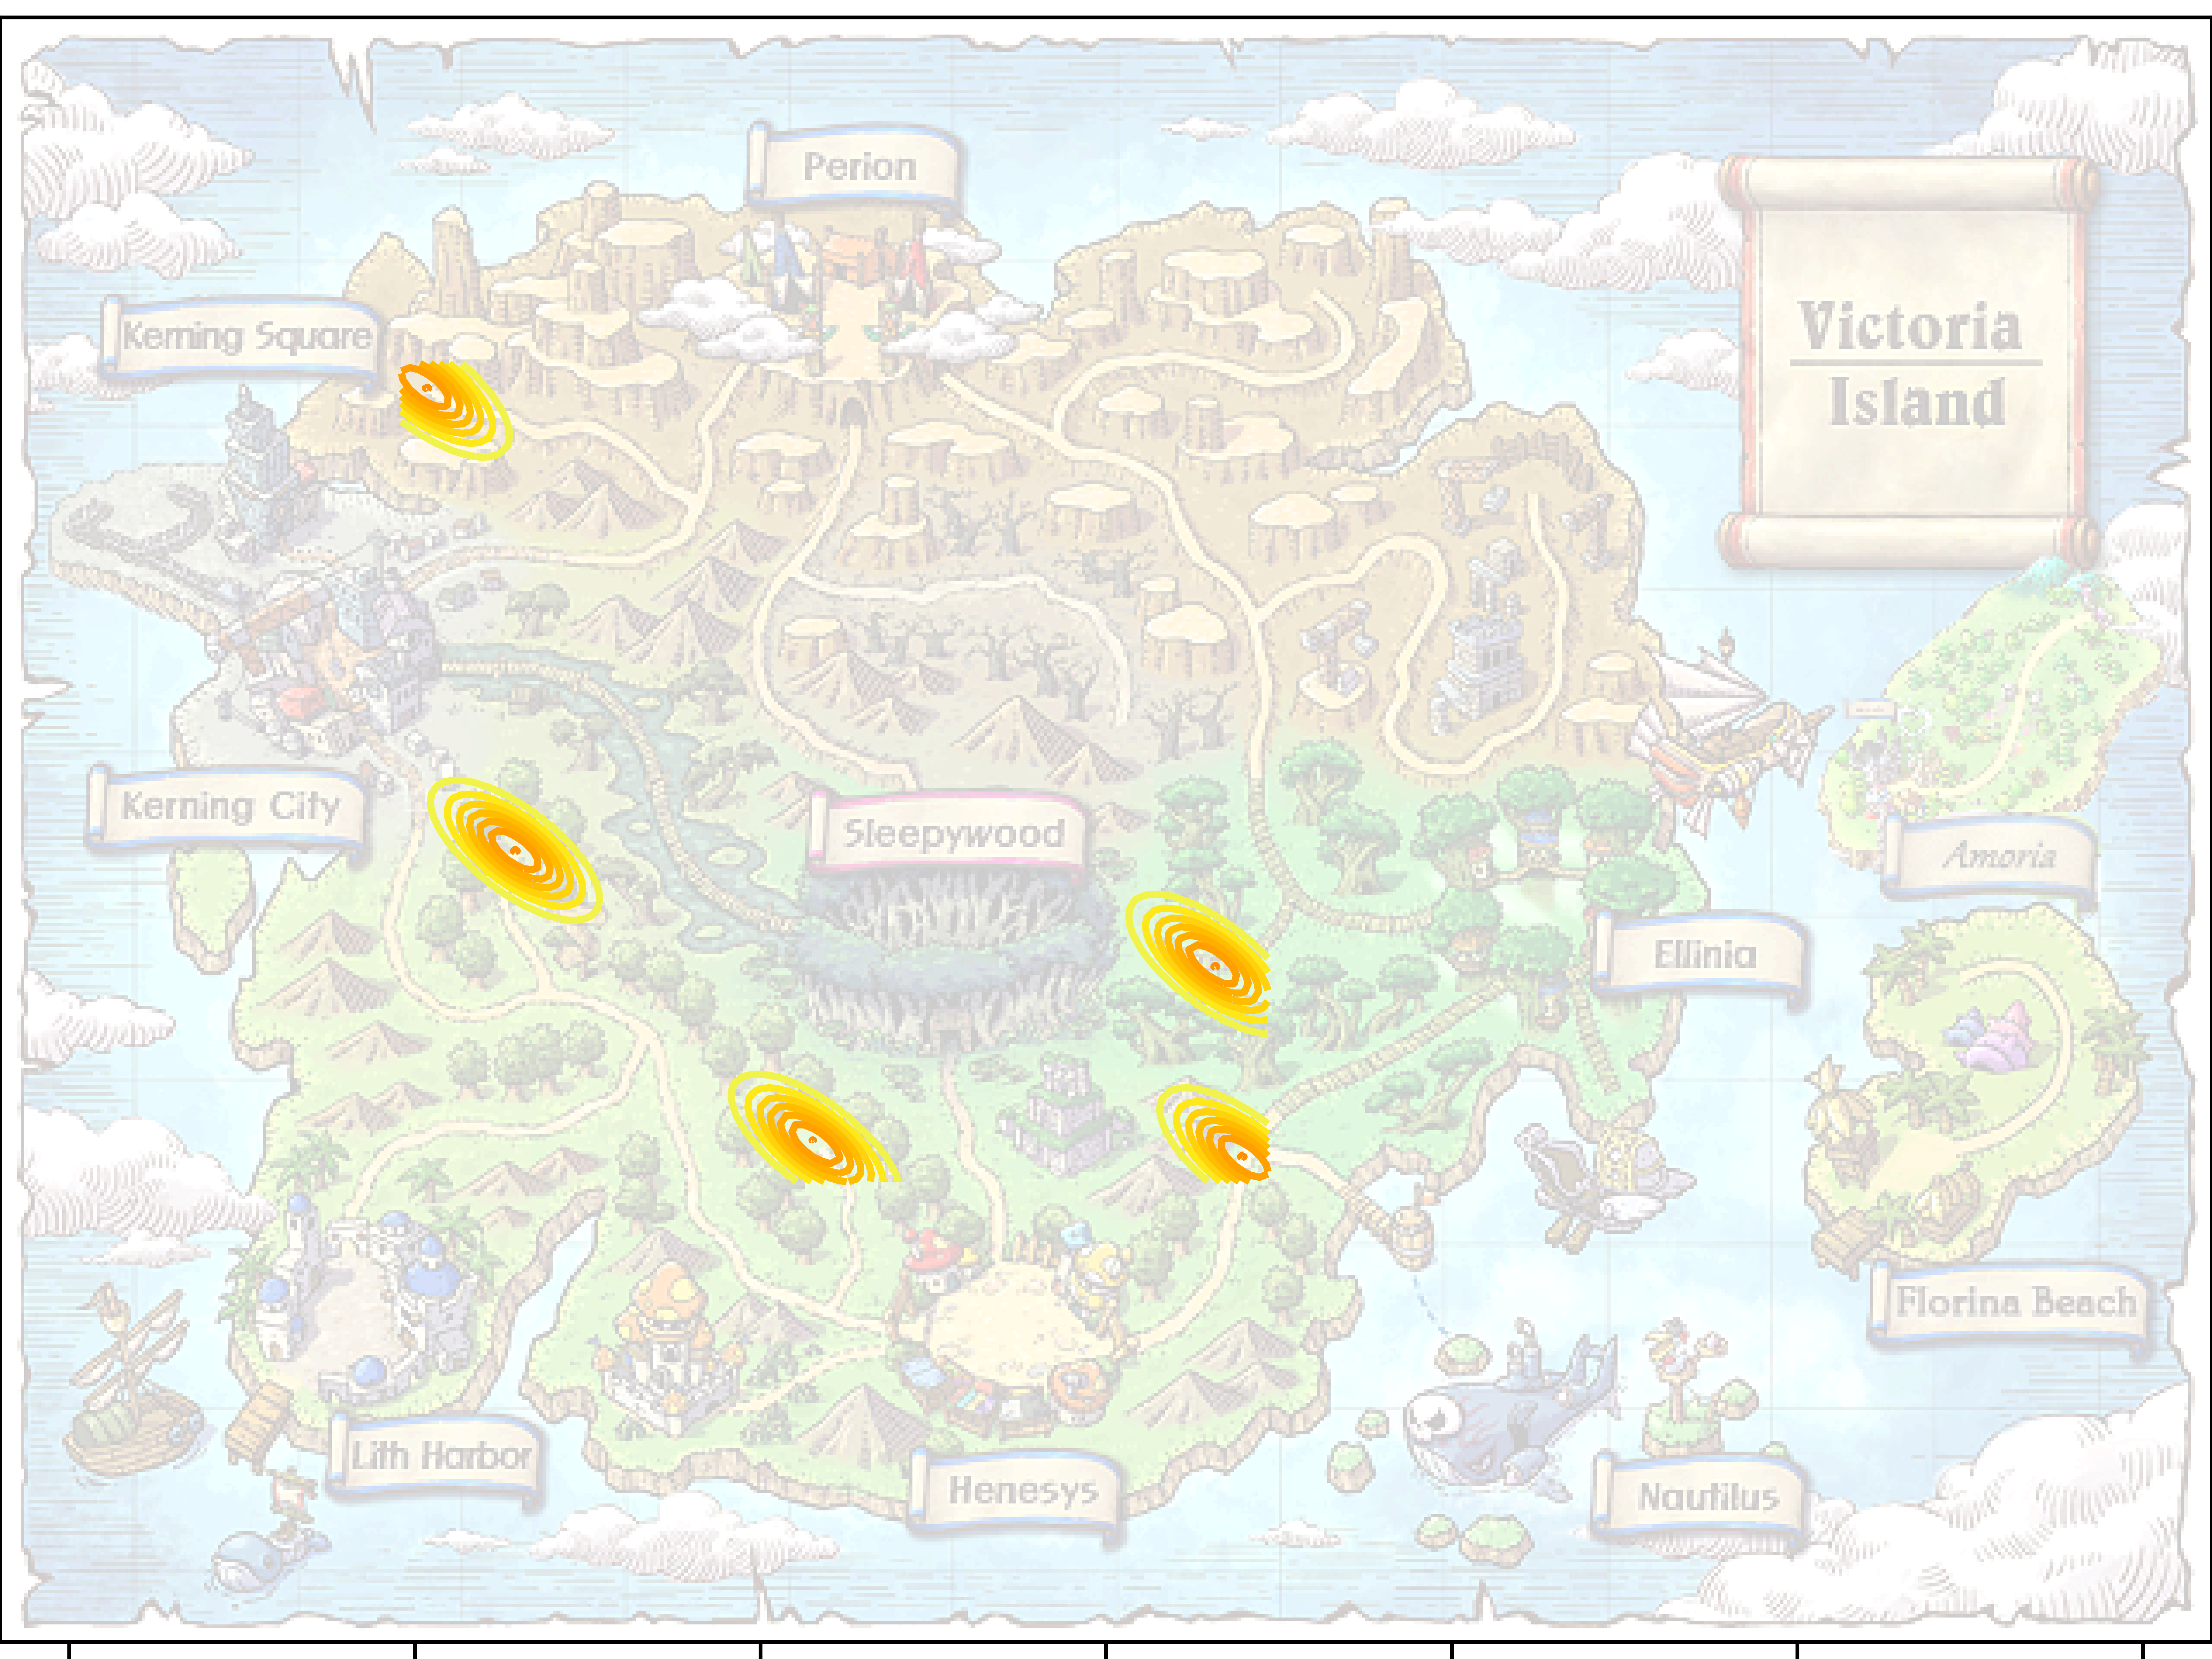 Perion
Kerning Square
Victoria
Island
Kerning City
Sleepywood
Amoria
Ellinia
Florina Beach
Lith Harbor
Henesys
Nautilus